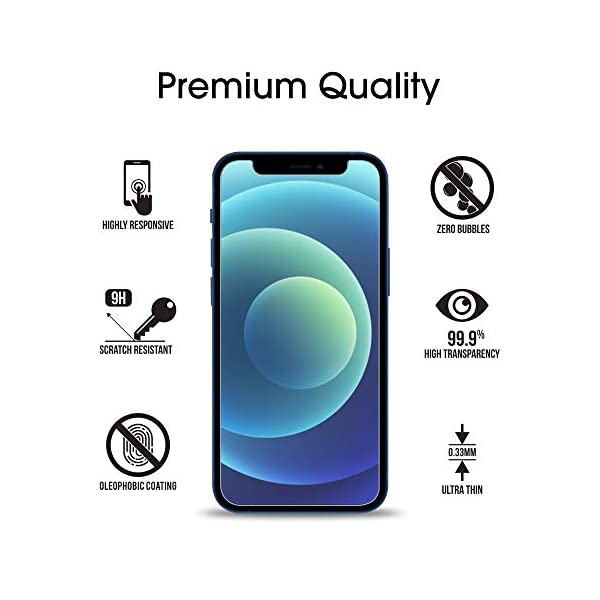 Premium Quality
HIGHLY RESPONSIVE
ZERO BUBBLES
9H
SCRATCH RESISTANT
99.9%
HIGH TRANSPARENCY
OLEOPHOBIC COATING
0.33MM
ULTRA THIN